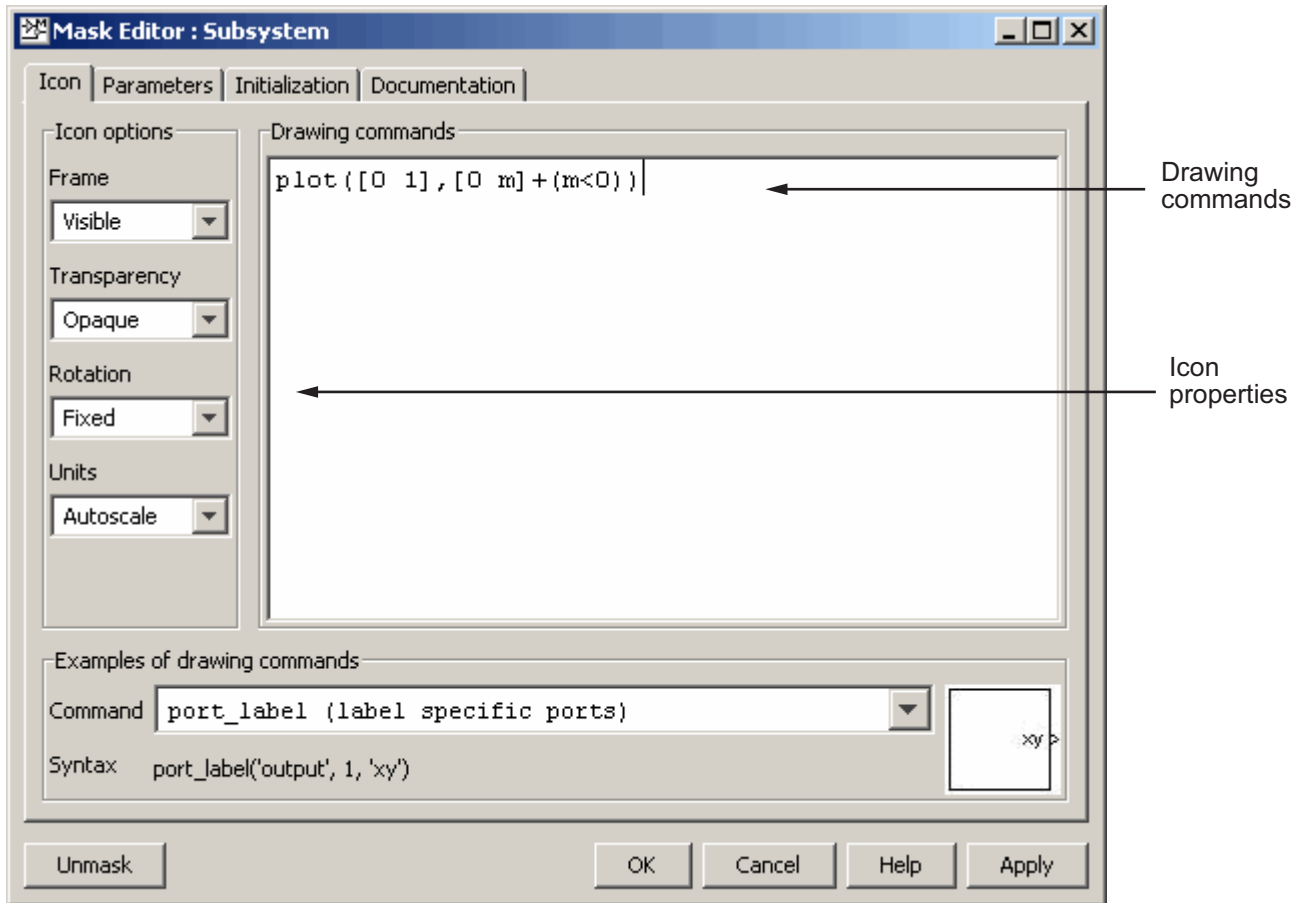 Mask Editor : Subsystem
Icon Parameters Initialization Documentation
Icon options
Drawing commands
Frame
Visible
Transparency
Opaque
Rotation
Fixed
Units
Autoscale
plot([0 1],[0 m]+(m<0))
Drawing
commands
Icon
properties
Examples of drawing commands
Command port_label (label specific ports)
Syntax port_label('output', 1, 'xy')
xy >
Unmask OK Cancel Help Apply